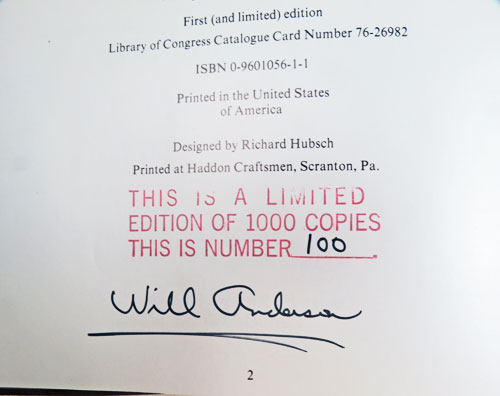 First (and limited) edition
Library of Congress Catalogue Card Number 76-26982
ISBN 0-9601056-1-1
Printed in the United States
of America
Designed by Richard Hubsch
Printed at Haddon Craftsmen, Scranton, Pa.
THIS IS A LIMITED
EDITION OF 1000 COPIES
THIS IS NUMBER 100.
Will Anderson
2